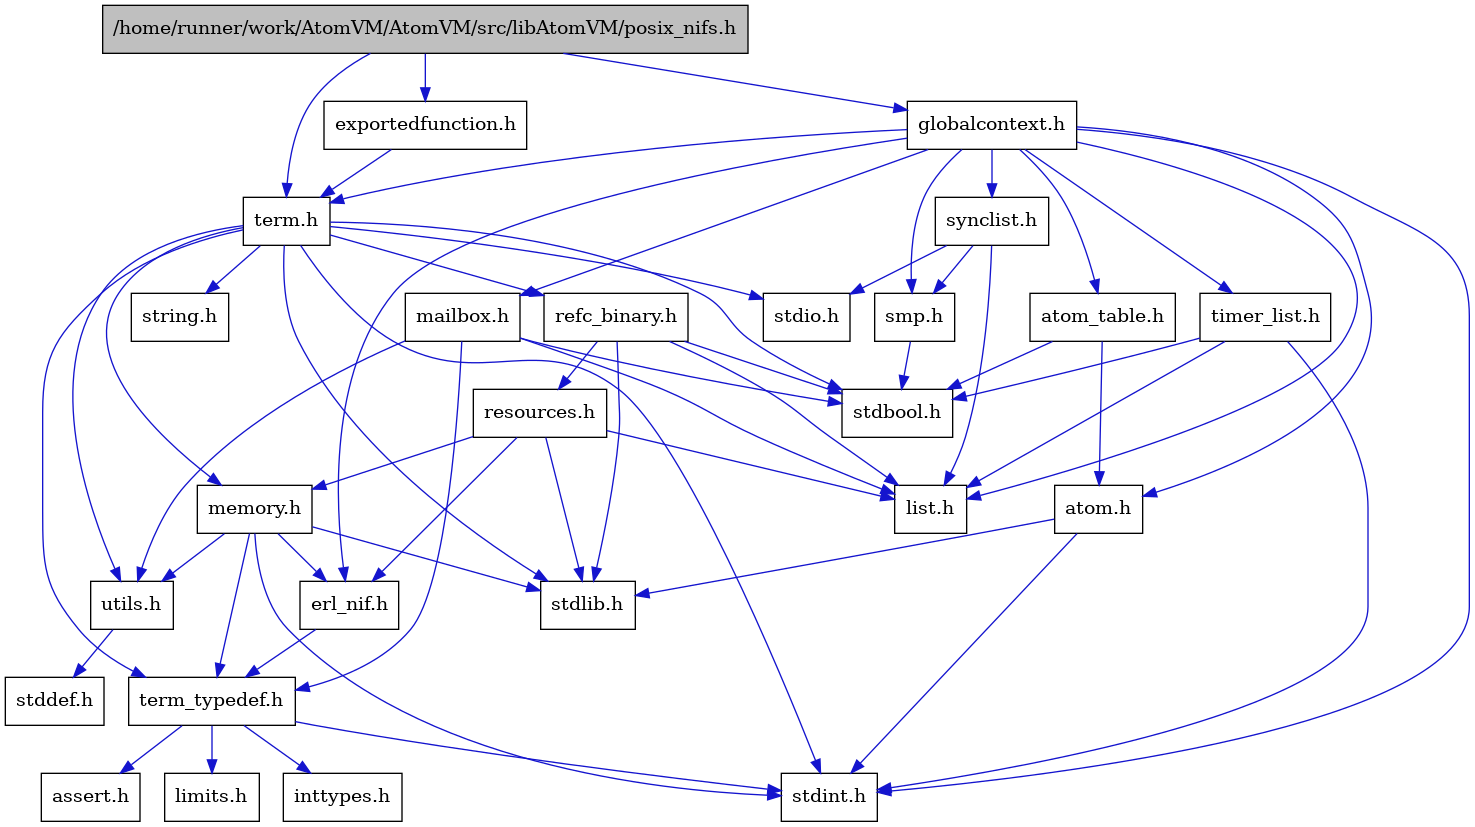 /home/runner/work/AtomVM/AtomVM/src/libAtomVM/posix_nifs.h
exportedfunction.h
globalcontext.h
term.h
synclist.h
string.h
mailbox.h
refc_binary.h
stdio.h
smp.h
atom_table.h
timer_list.h
resources.h
stdbool.h
memory.h
list.h
atom.h
utils.h
erl_nif.h
stdlib.h
stddef.h
term_typedef.h
assert.h
limits.h
inttypes.h
stdint.h